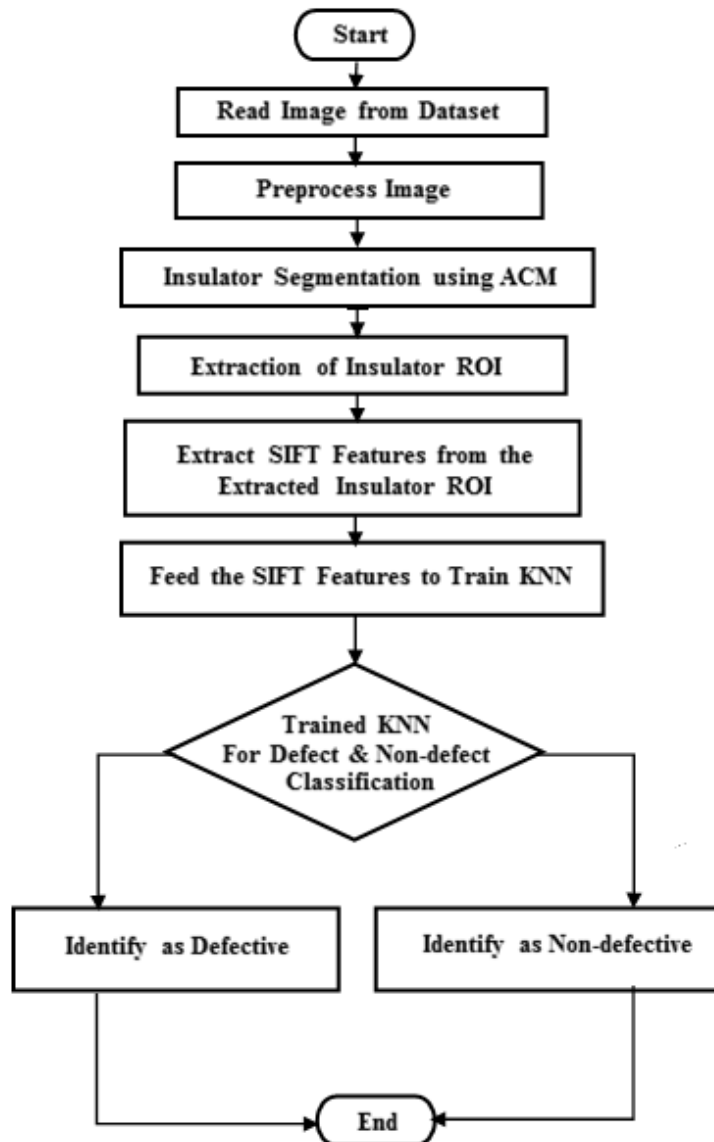 Start
Read Image from Dataset
Preprocess Image
Insulator Segmentation using ACM
Extraction of Insulator ROI
Extract SIFT Features from the
Extracted Insulator ROI
Feed the SIFT Features to Train KNN
Trained KNN
For Defect & Non-defect
Classification
Identify as Defective
Identify as Non-defective
End